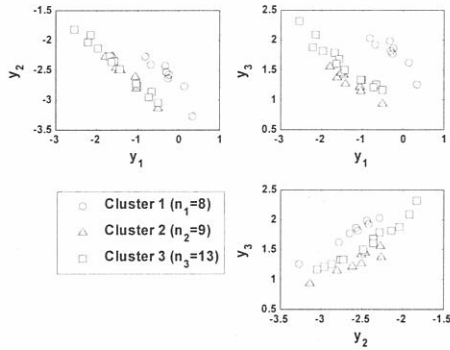 -1.5
-2
-2.5
-3
-3.5
-3 -2 -1 0 1
y2
y1
2.5
2
1.5
1
0.5
-3 -2 -1 0 1
y3
y1
Cluster 1 (n1=8)
Cluster 2 (n2=9)
Cluster 3 (n3=13)
2.5
2
1.5
1
0.5
-3.5 -3 -2.5 -2 -1.5
y3
y2